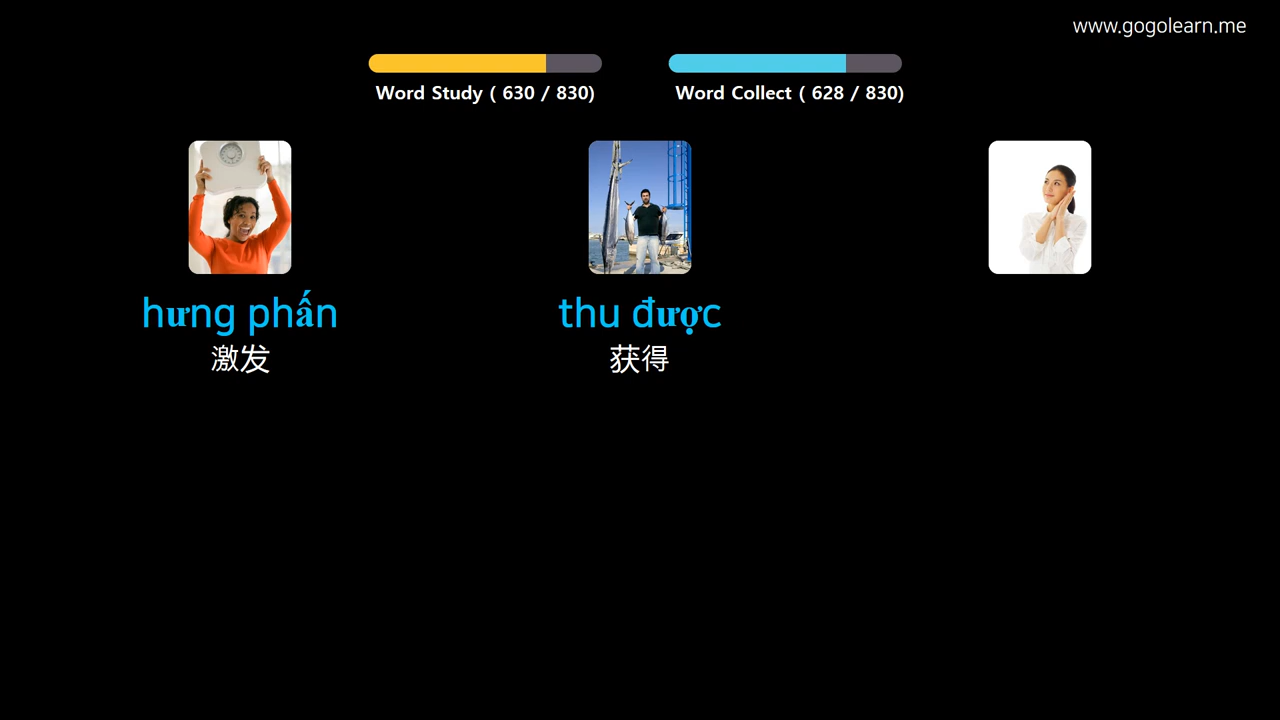 www.gogolearn.me
Word Study ( 630 / 830)
Word Collect ( 628 / 830)
hưng phấn
激发
thu được
获得